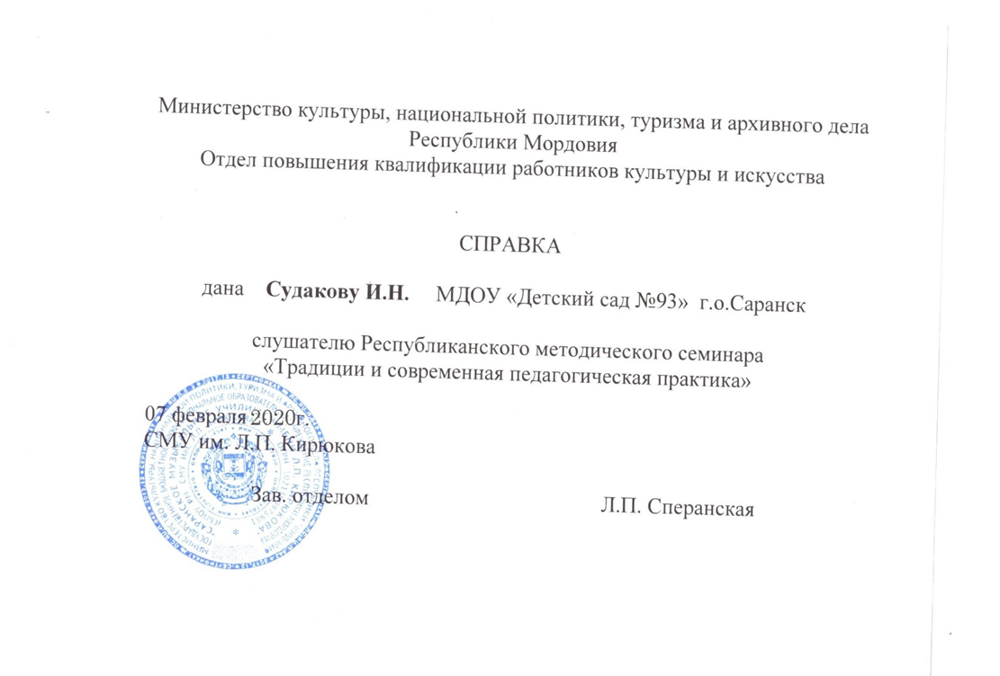 Министерство культуры, национальной политики, туризма и архивного дела
Республики Мордовия
Отдел повышения квалификации работников культуры и искусства
СПРАВКА
дана Судакову И.Н. МДОУ «Детский сад №93» г.о.Саранск
слушателю Республиканского методического семинара
«Традиции и современная педагогическая практика»
07 февраля 2020г.
СМУ им. Л.П. Кирюкова
Зав. отделом Л.П. Сперанская